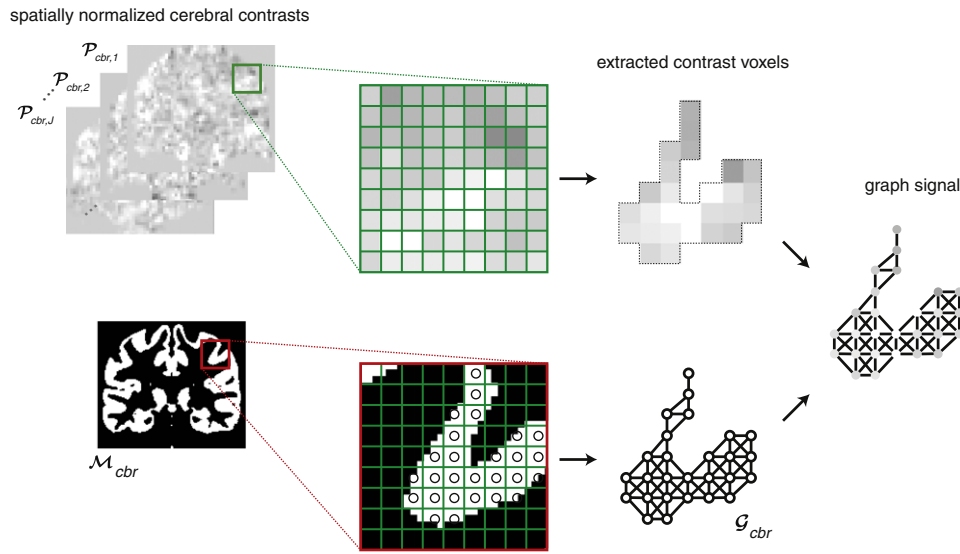 spatially normalized cerebral contrasts
𝒫cbr,1
𝒫cbr,2
𝒫cbr,J
extracted contrast voxels
graph signal
ℳcbr
𝒢cbr